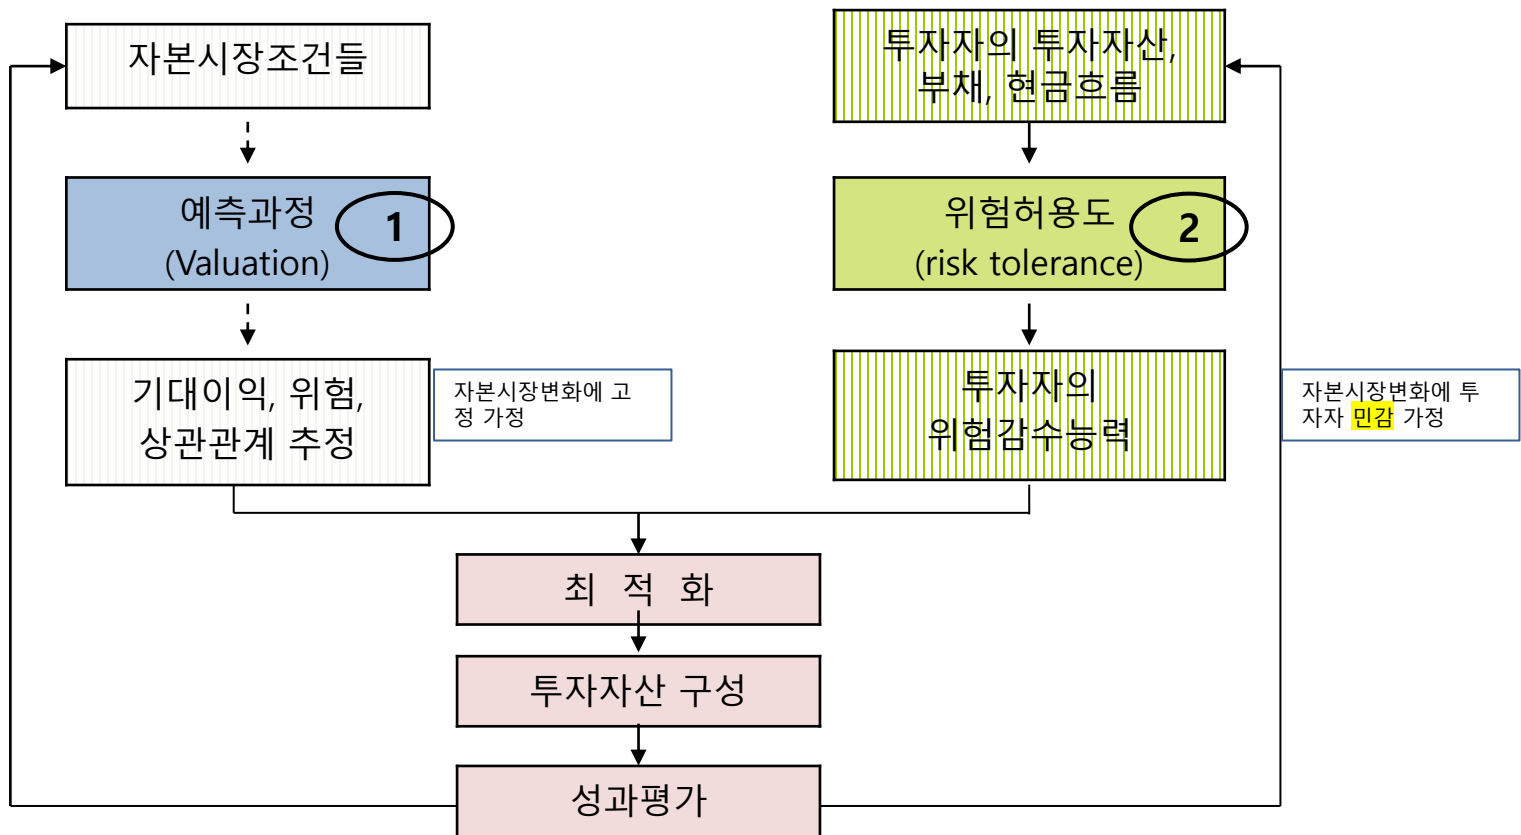 자본시장조건들
투자자의 투자자산,
부채, 현금흐름
예측과정
(Valuation)
1
위험허용도
(risk tolerance)
2
기대이익, 위험,
상관관계 추정
자본시장변화에 고
정 가정
투자자의
위험감수능력
자본시장변화에 투
자자 민감 가정
최 적 화
투자자산 구성
성과평가